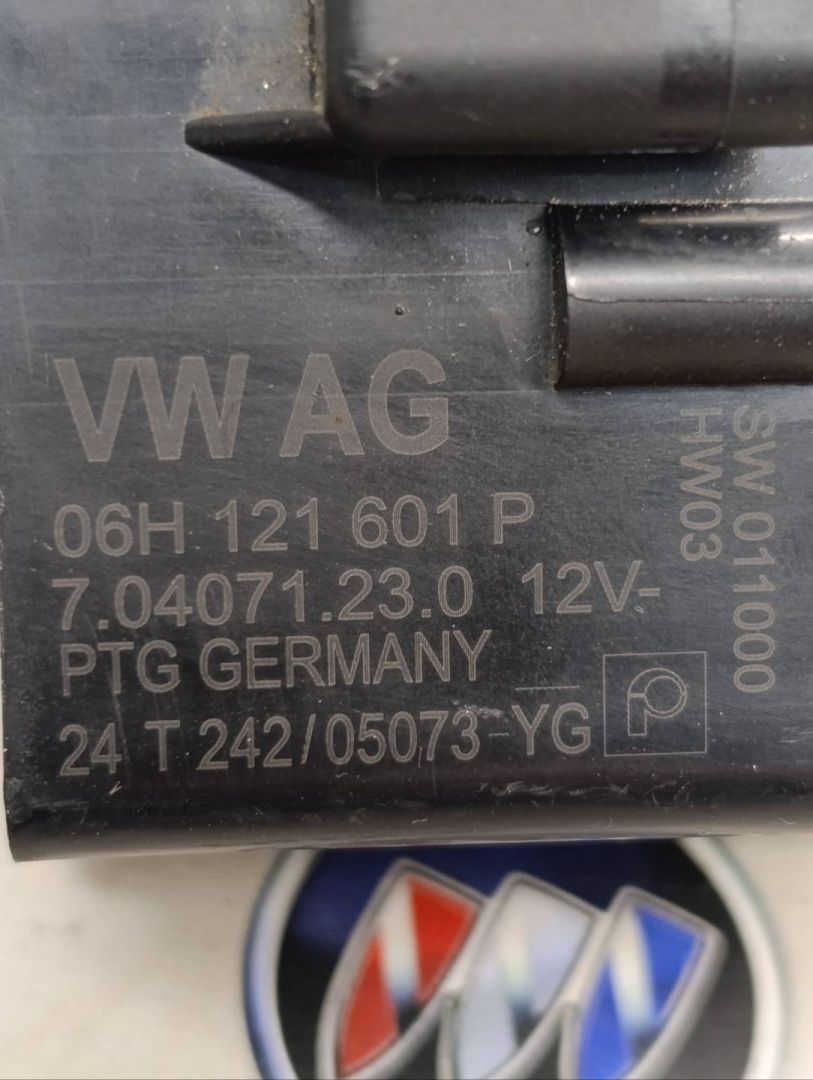 VW AG
06H 121 601 P
7.04071.23.0 12V-
PTG GERMANY
24 T 242/05073-YG
SW 011000
HW03